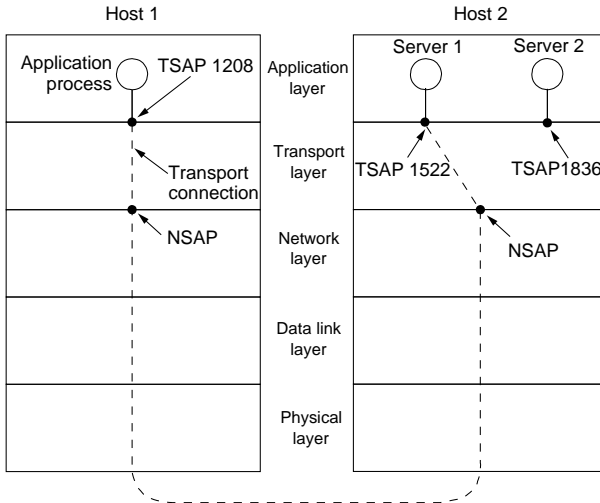 Host 1
Host 2
Application
process
TSAP 1208
Application
layer
Server 1
Server 2
Transport
connection
Transport
layer
TSAP 1522
TSAP1836
NSAP
Network
layer
NSAP
Data link
layer
Physical
layer